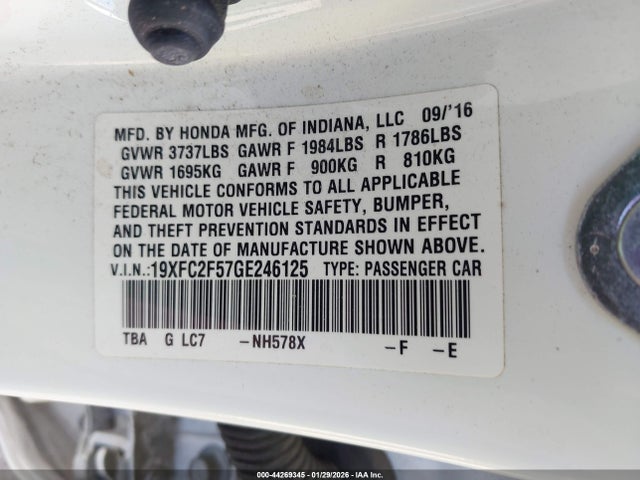 MFD. BY HONDA MFG. OF INDIANA, LLC 09/'16
GVWR 3737LBS GAWR F 1984LBS R 1786LBS
GVWR 1695KG GAWR F 900KG R 810KG
THIS VEHICLE CONFORMS TO ALL APPLICABLE
FEDERAL MOTOR VEHICLE SAFETY, BUMPER,
AND THEFT PREVENTION STANDARDS IN EFFECT
ON THE DATE OF MANUFACTURE SHOWN ABOVE.
V.I.N.:19XFC2F57GE246125 TYPE: PASSENGER CAR
TBA G LC7 -NH578X -F -E
000-44269345 - 01/29/2026 - IAA Inc.